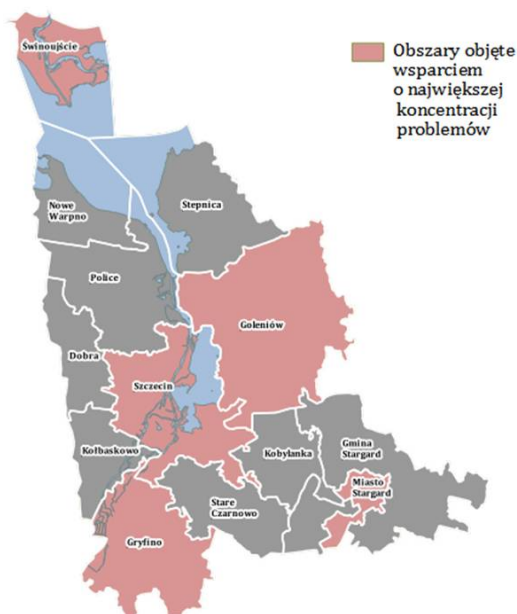 Świnoujście
Obszary objęte
wsparciem
o największej
koncentracji
problemów
Nowe
Warpno
Stepnica
Police
Goleniów
Dobra
Szczecin
Kołbaskowo
Kobylanka
Gmina
Stargard
Miasto
Stargard
Stare
Czarnowo
Gryfino